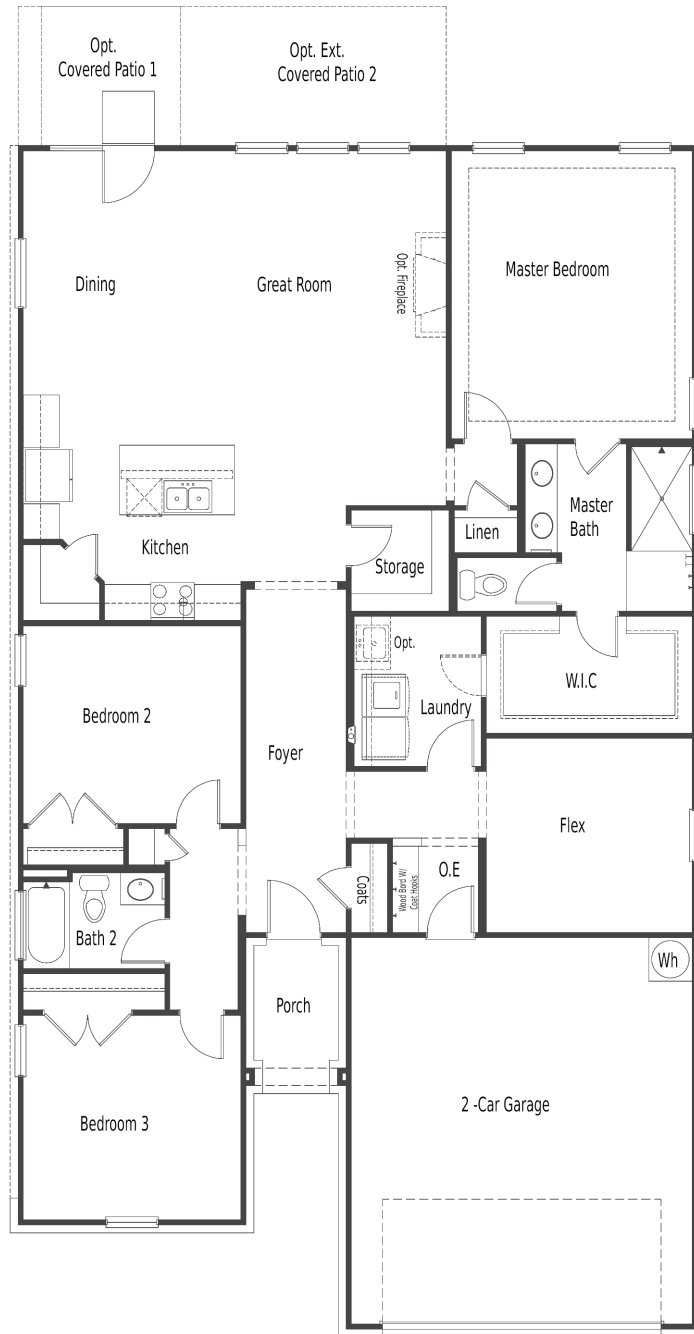 Opt.
Covered Patio 1
Opt. Ext.
Covered Patio 2
Dining
Great Room
Opt. Fireplace
Master Bedroom
Master
Bath
Linen
Kitchen
Storage
Opt.
Laundry
W.I.C
Bedroom 2
Foyer
Flex
Coats
Wood Bord W/
Coat Hooks
O.E
Bath 2
Wh
Porch
2 -Car Garage
Bedroom 3